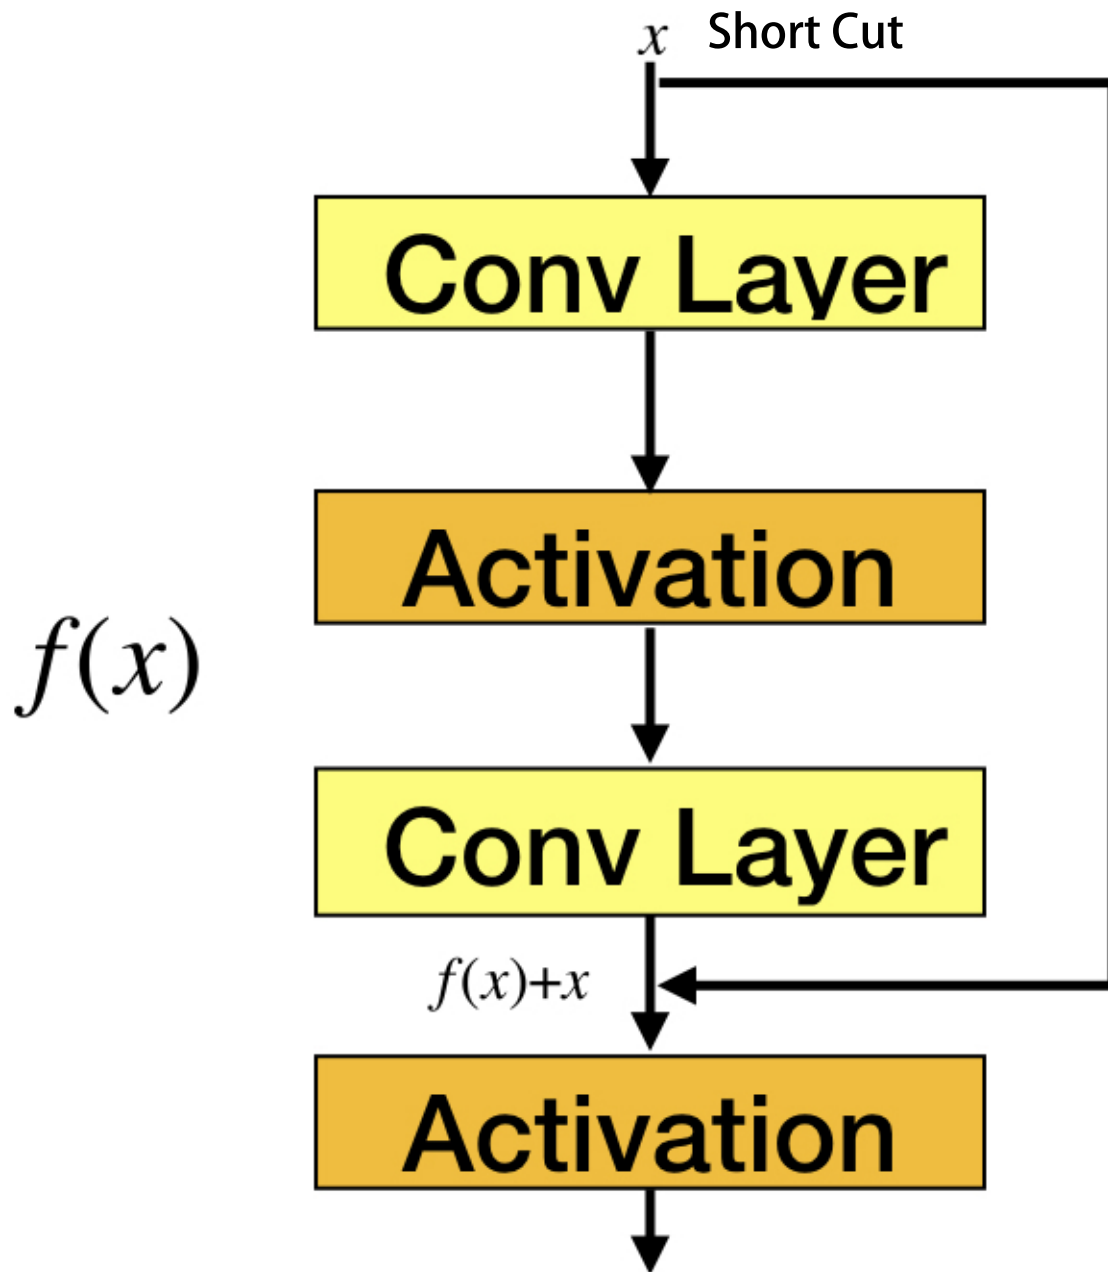 x Short Cut
Conv Layer
Activation
f(x)
Conv Layer
f(x)+x
Activation